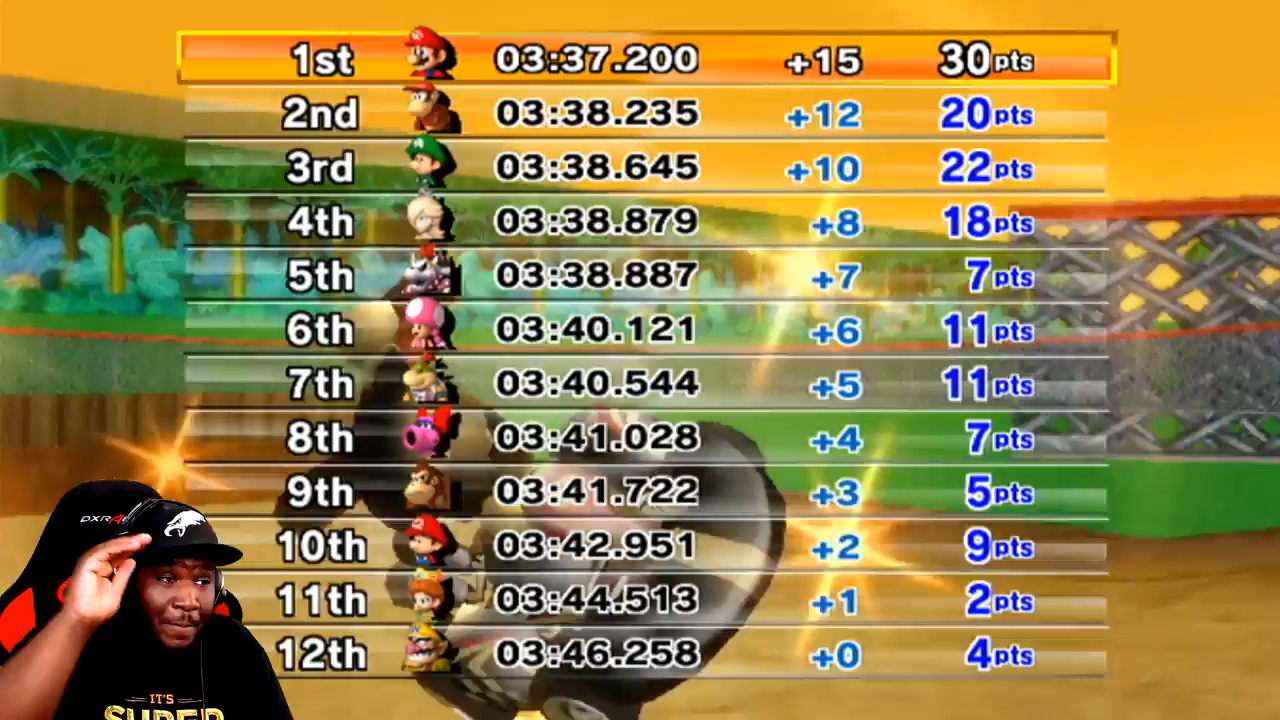 1st 03:37.200 +15 30pts
2nd 03:38.235 +12 20pts
3rd 03:38.645 +10 22pts
4th 03:38.879 +8 18pts
5th 03:38.887 +7 7pts
6th 03:40.121 +6 11pts
7th 03:40.544 +5 11pts
8th 03:41.028 +4 7pts
9th 03:41.722 +3 5pts
10th 03:42.951 +2 9pts
11th 03:44.513 +1 2pts
12th 03:46.258 +0 4pts
IT'S
SUPER